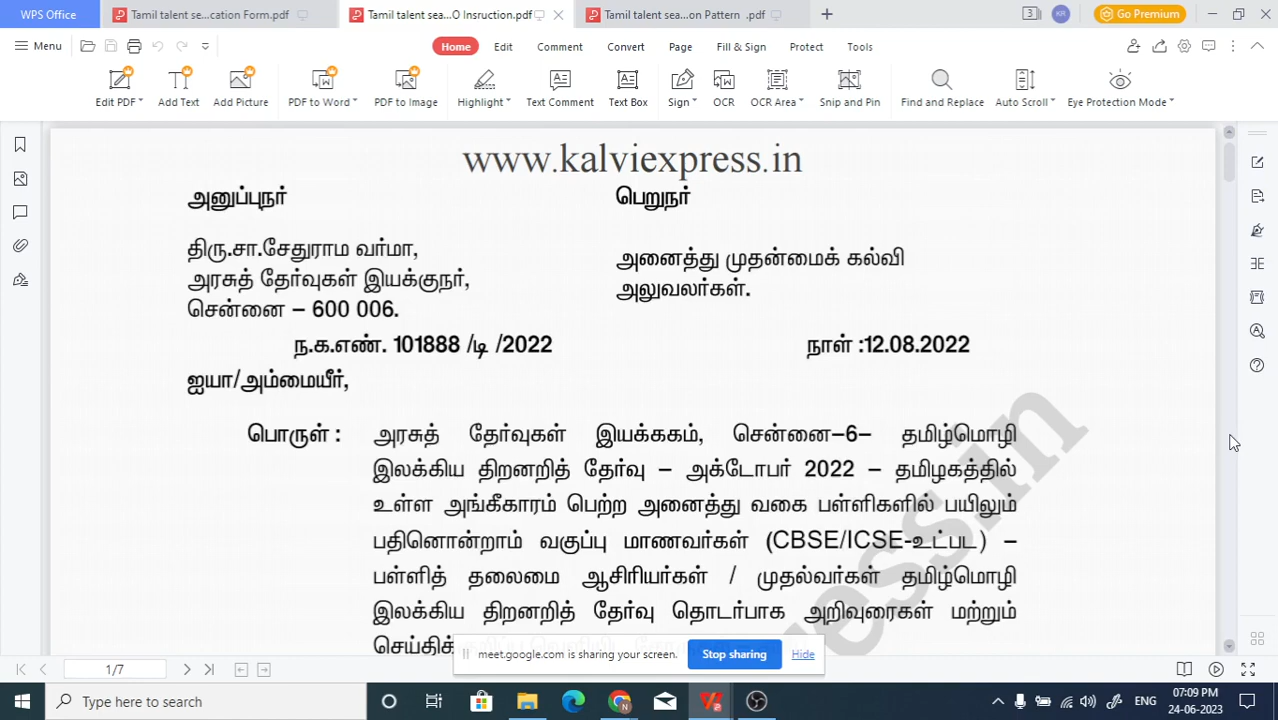 WPS Office
Tamil talent se...cation Form.pdf
Tamil talent sea...O Insruction.pdf
Tamil talent sea...on Pattern .pdf
3
KR
Go Premium
Menu
Home Edit Comment Convert Page Fill & Sign Protect Tools
Edit PDF Add Text Add Picture PDF to Word PDF to Image Highlight Text Comment Text Box Sign OCR OCR Area Snip and Pin Find and Replace Auto Scroll Eye Protection Mode
www.kalviexpress.in
அனுப்புநர் பெறுநர்
திரு.சா.சேதுராம வர்மா,
அரசுத் தேர்வுகள் இயக்குநர்,
சென்னை – 600 006.
அனைத்து முதன்மைக் கல்வி
அலுவலர்கள்.
ந.க.எண். 101888 /டி /2022 நாள் :12.08.2022
ஐயா/அம்மையீர்,
பொருள் : அரசுத் தேர்வுகள் இயக்ககம், சென்னை–6– தமிழ்மொழி
இலக்கிய திறனறித் தேர்வு – அக்டோபர் 2022 – தமிழகத்தில்
உள்ள அங்கீகாரம் பெற்ற அனைத்து வகை பள்ளிகளில் பயிலும்
பதினொன்றாம் வகுப்பு மாணவர்கள் (CBSE/ICSE-உட்பட) –
பள்ளித் தலைமை ஆசிரியர்கள் / முதல்வர்கள் தமிழ்மொழி
இலக்கிய திறனறித் தேர்வு தொடர்பாக அறிவுரைகள் மற்றும்
ress.in
meet.google.com is sharing your screen. Stop sharing Hide
1/7
Type here to search
ENG
07:09 PM
24-06-2023